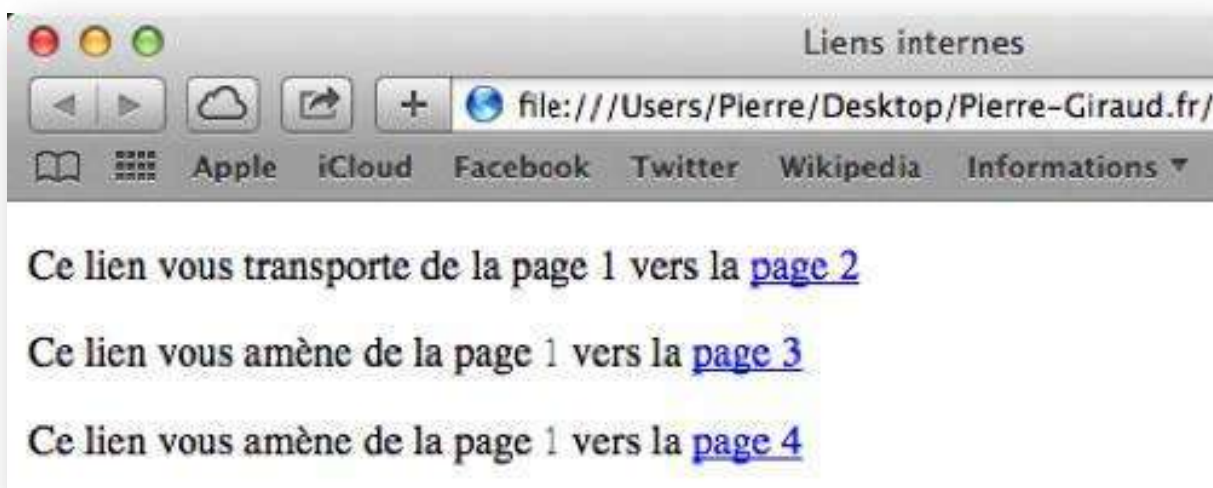 Liens internes
file:///Users/Pierre/Desktop/Pierre-Giraud.fr/
Apple iCloud Facebook Twitter Wikipedia Informations
Ce lien vous transporte de la page 1 vers la page 2
Ce lien vous amène de la page 1 vers la page 3
Ce lien vous amène de la page 1 vers la page 4